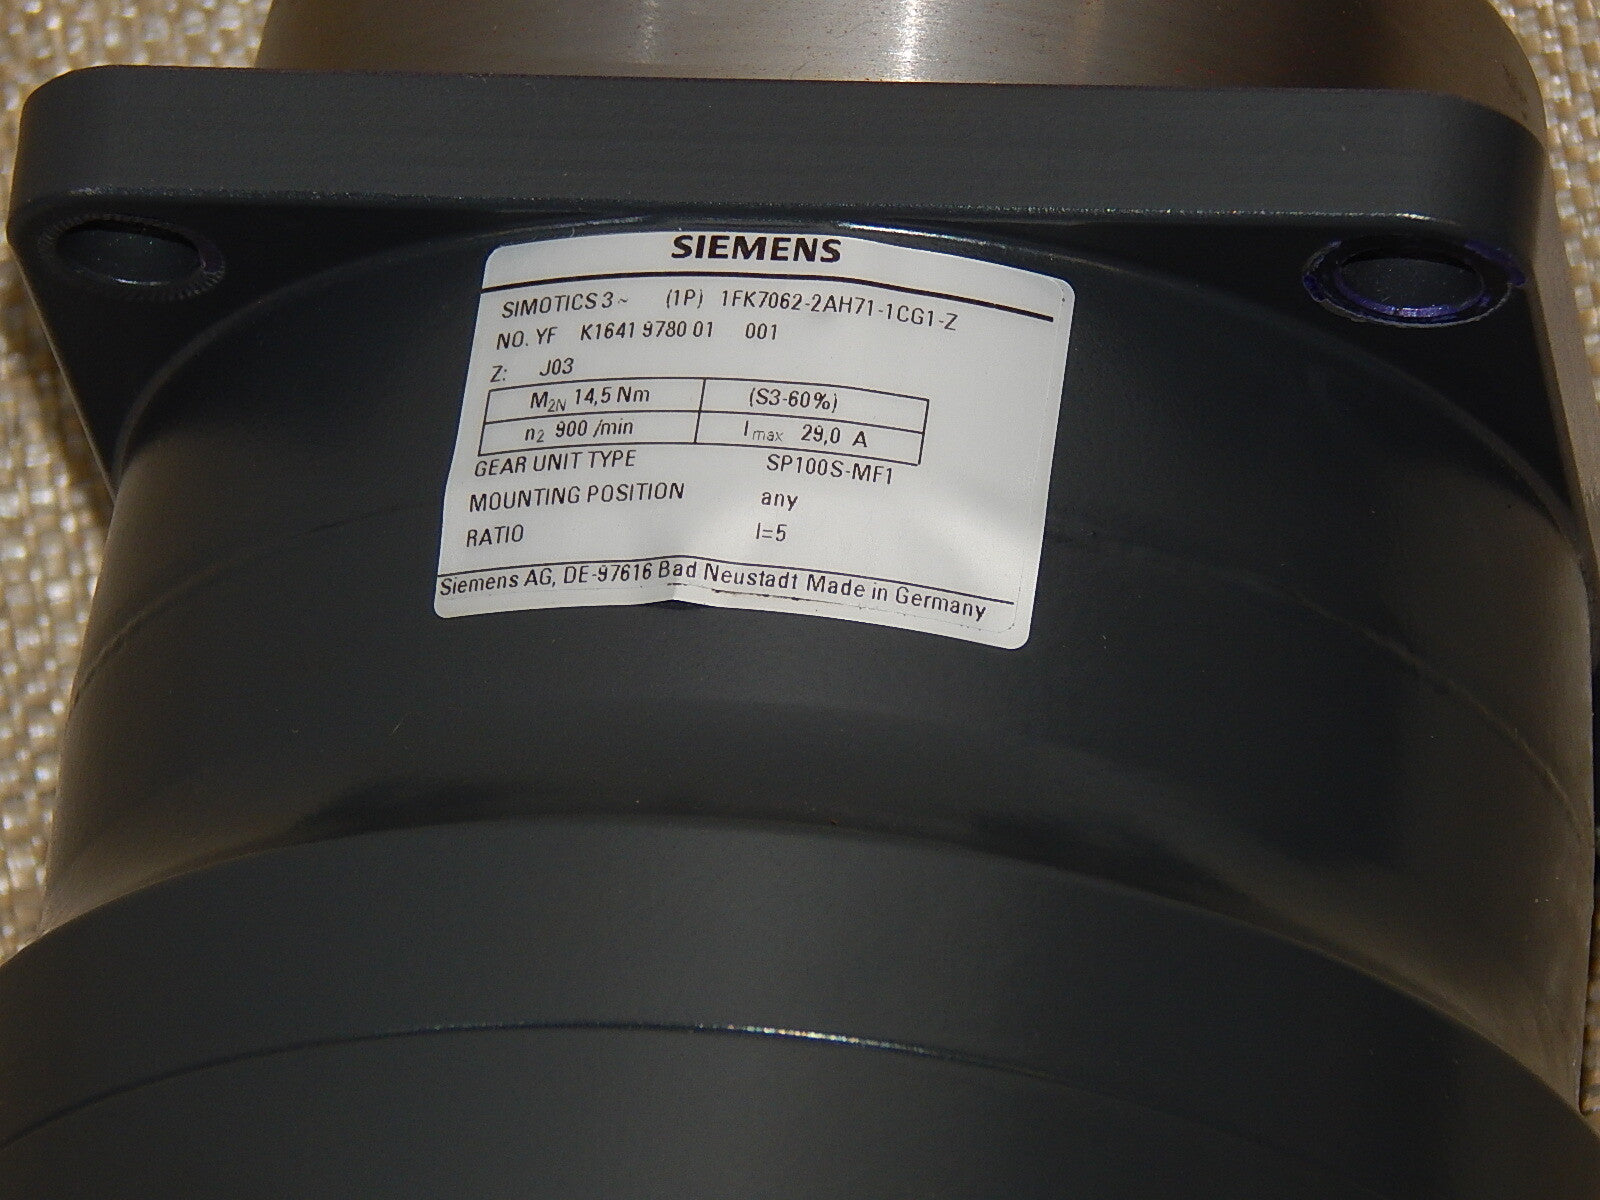 SIEMENS
SIMOTICS 3~ (1P) 1FK7062-2AH71-1CG1-Z
NO. YF K1641 9780 01 001
Z: J03
M2N 14,5 Nm (S3-60%)
n2 900 /min Imax 29,0 A
GEAR UNIT TYPE SP100S-MF1
MOUNTING POSITION any
RATIO I=5
Siemens AG, DE-97616 Bad Neustadt Made in Germany